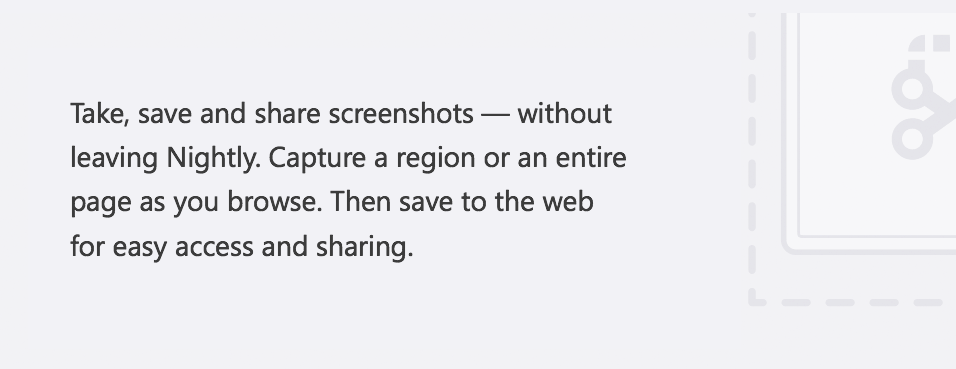 Take, save and share screenshots — without
leaving Nightly. Capture a region or an entire
page as you browse. Then save to the web
for easy access and sharing.